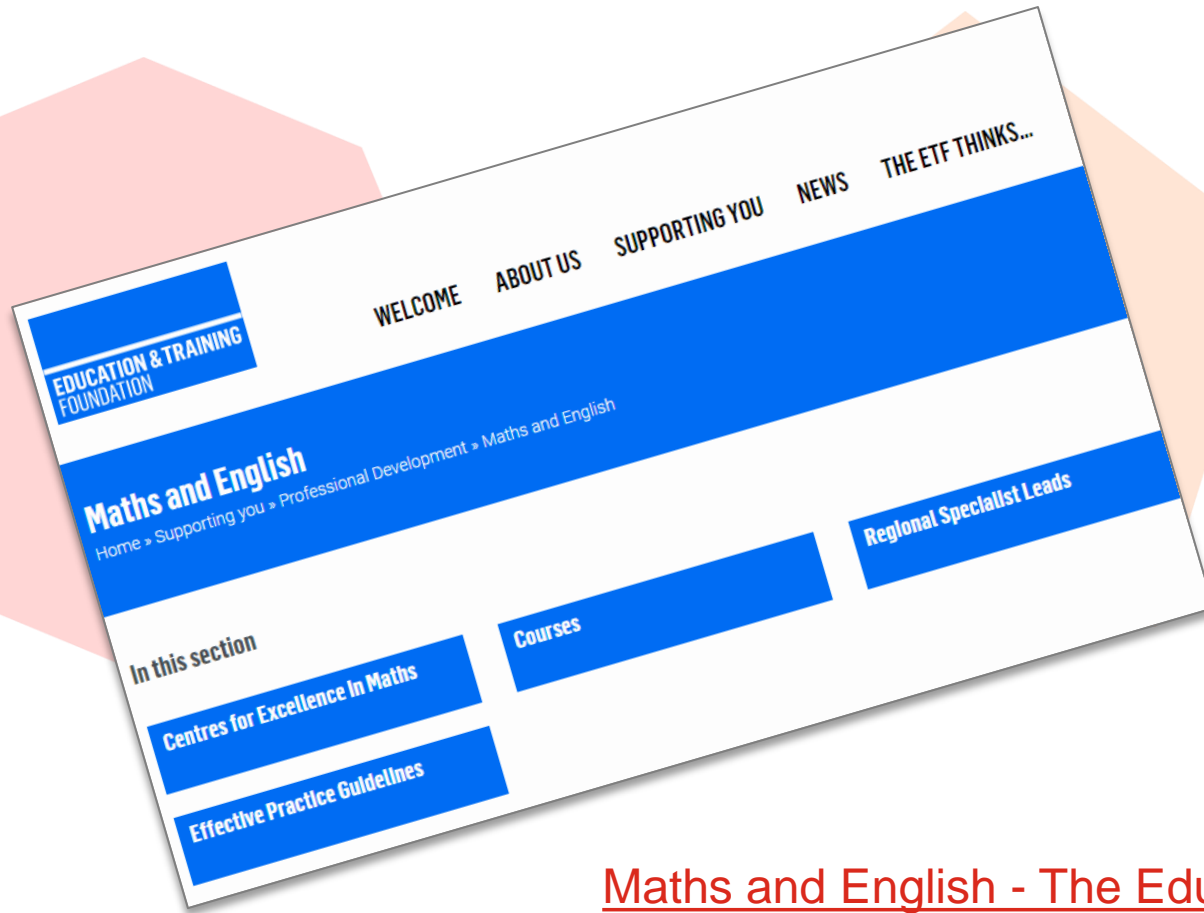 WELCOME ABOUT US SUPPORTING YOU NEWS THE ETF THINKS...
EDUCATION & TRAINING
FOUNDATION
Maths and English
Home » Supporting you » Professional Development » Maths and English
In this section
Centres for Excellence in Maths
Courses
Regional Specialist Leads
Effective Practice Guidelines
Maths and English - The